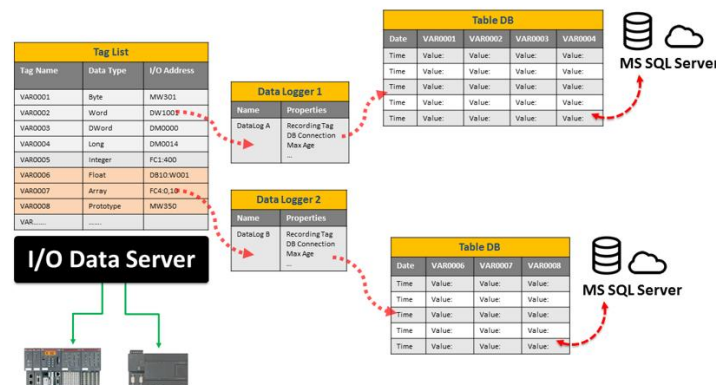 Tag List
Tag Name Data Type I/O Address
VAR0001 Byte MW301
VAR0002 Word DW1001
VAR0003 DWord DM0000
VAR0004 Long DM0014
VAR0005 Integer FC1:400
VAR0006 Float DB10:W001
VAR0007 Array FC4:0,10
VAR0008 Prototype MW350
VAR....... .......
I/O Data Server
Data Logger 1
Name Properties
DataLog A Recording Tag
DB Connection
Max Age
...
Data Logger 2
Name Properties
DataLog B Recording Tag
DB Connection
Max Age
...
Table DB
Date VAR0001 VAR0002 VAR0003 VAR0004
Time Value: Value: Value: Value:
Time Value: Value: Value: Value:
Time Value: Value: Value: Value:
Time Value: Value: Value: Value:
Time Value: Value: Value: Value:
MS SQL Server
Table DB
Date VAR0006 VAR0007 VAR0008
Time Value: Value: Value:
Time Value: Value: Value:
Time Value: Value: Value:
Time Value: Value: Value:
Time Value: Value: Value:
MS SQL Server